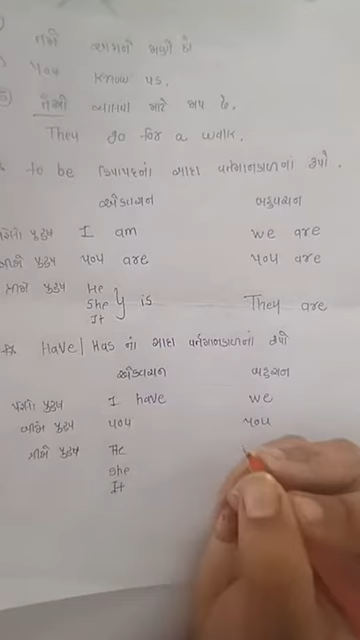 તમે અમને જાણો છો
you know us.
તેઓ ચાલવા માટે જાય છે.
They go for a walk.
to be ક્રિયાપદનાં સાદા વર્તમાનકાળનાં રૂપો.
એકવચન બહુવચન
પહેલો પુરુષ I am we are
બીજો પુરુષ you are you are
ત્રીજો પુરુષ He
She } is They are
It
Have/Has નાં સાદા વર્તમાનકાળનાં રૂપો
એકવચન બહુવચન
પહેલો પુરુષ I have we
બીજો પુરુષ you you
ત્રીજો પુરુષ He
She
It